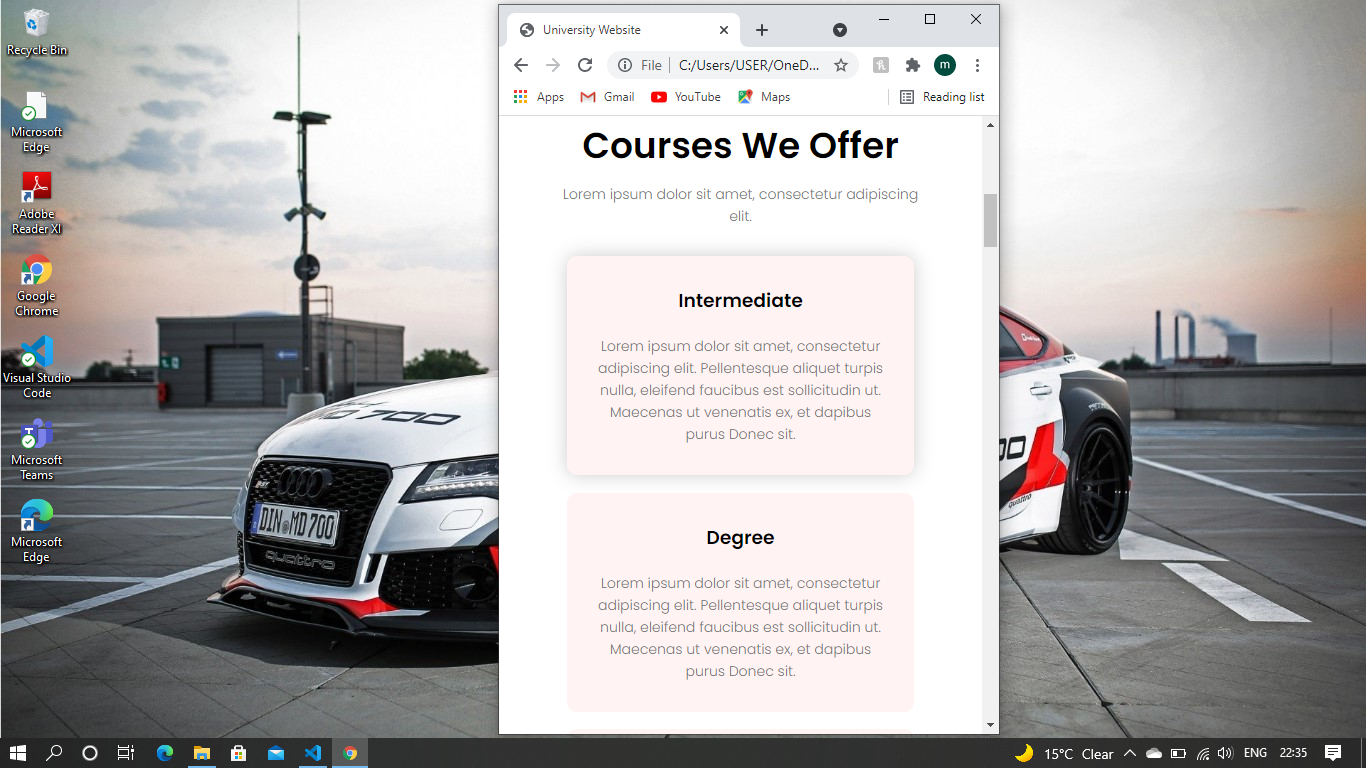 Recycle Bin
Microsoft
Edge
Adobe
Reader XI
Google
Chrome
Visual Studio
Code
Microsoft
Teams
Microsoft
Edge
University Website
File
C:/Users/USER/OneD...
m
Apps
Gmail
YouTube
Maps
Reading list
Courses We Offer
Lorem ipsum dolor sit amet, consectetur adipiscing
elit.
Intermediate
Lorem ipsum dolor sit amet, consectetur
adipiscing elit. Pellentesque aliquet turpis
nulla, eleifend faucibus est sollicitudin ut.
Maecenas ut venenatis ex, et dapibus
purus Donec sit.
Degree
Lorem ipsum dolor sit amet, consectetur
adipiscing elit. Pellentesque aliquet turpis
nulla, eleifend faucibus est sollicitudin ut.
Maecenas ut venenatis ex, et dapibus
purus Donec sit.
700
DIN MD 700
quattro
quattro
15°C Clear
ENG
22:35